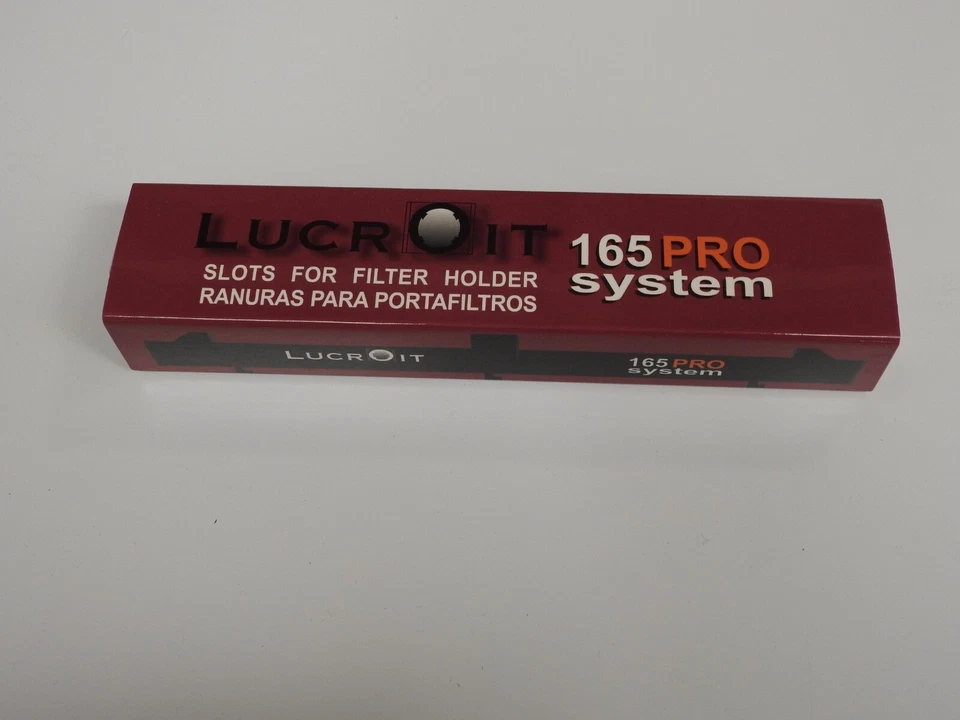 LUCROIT
165 PRO
system
SLOTS FOR FILTER HOLDER
RANURAS PARA PORTAFILTROS
LUCROIT
165 PRO
system